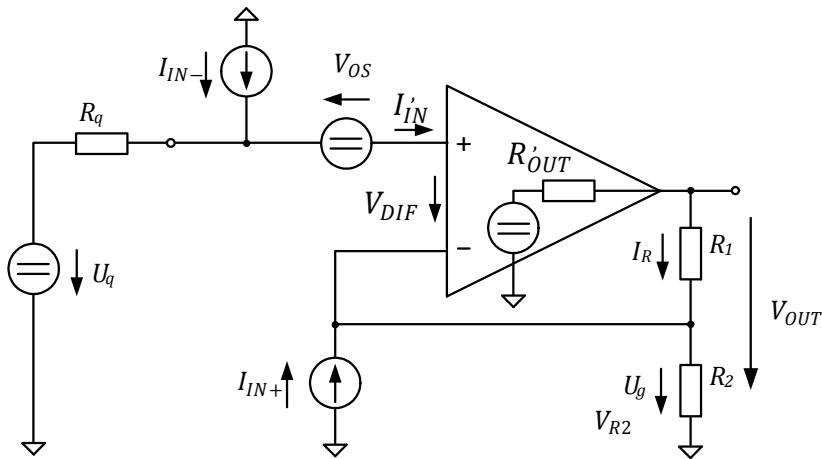 I_IN−
V_OS
I'_IN
R_q
+
R'_OUT
V_DIF
−
U_q
I_R
R_1
V_OUT
I_IN+
U_g
R_2
V_R2